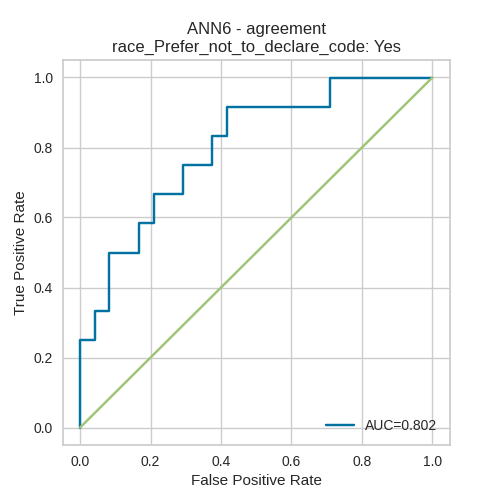 ANN6 - agreement
race_Prefer_not_to_declare_code: Yes
1.0
0.8
0.6
0.4
0.2
0.0
True Positive Rate
AUC=0.802
0.0 0.2 0.4 0.6 0.8 1.0
False Positive Rate